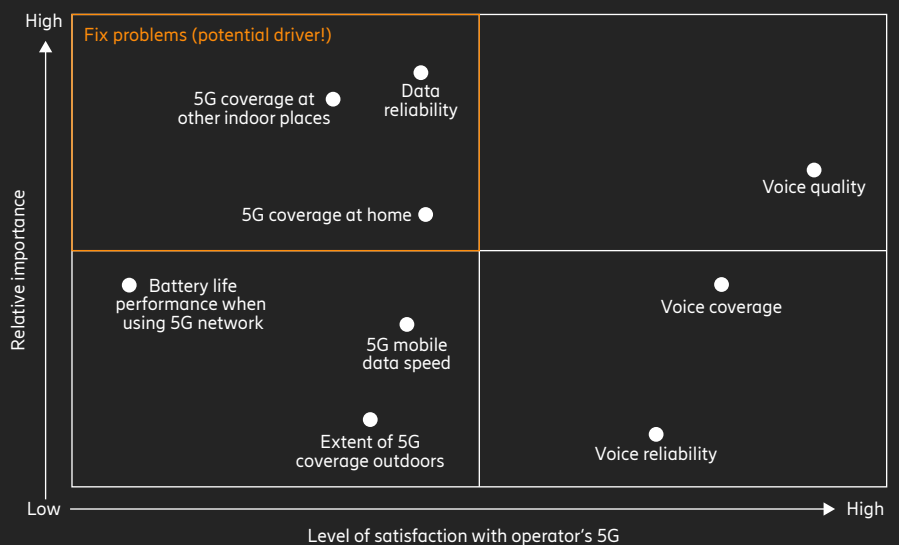 High
Fix problems (potential driver!)
Data
reliability
5G coverage at
other indoor places
Voice quality
5G coverage at home
Relative importance
Battery life
performance when
using 5G network
Voice coverage
5G mobile
data speed
Extent of 5G
coverage outdoors
Voice reliability
Low
High
Level of satisfaction with operator's 5G